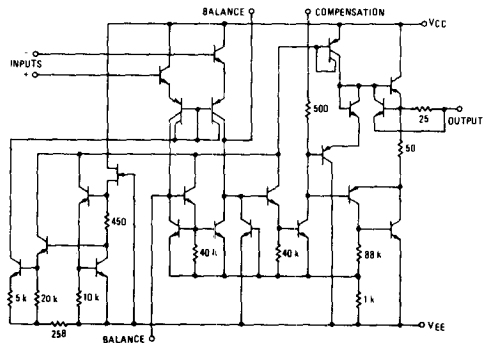 BALANCE
COMPENSATION
VCC
-
INPUTS
+
500
25
OUTPUT
50
450
40 k
40 k
88 k
5 k
20 k
10 k
1 k
258
VEE
BALANCE